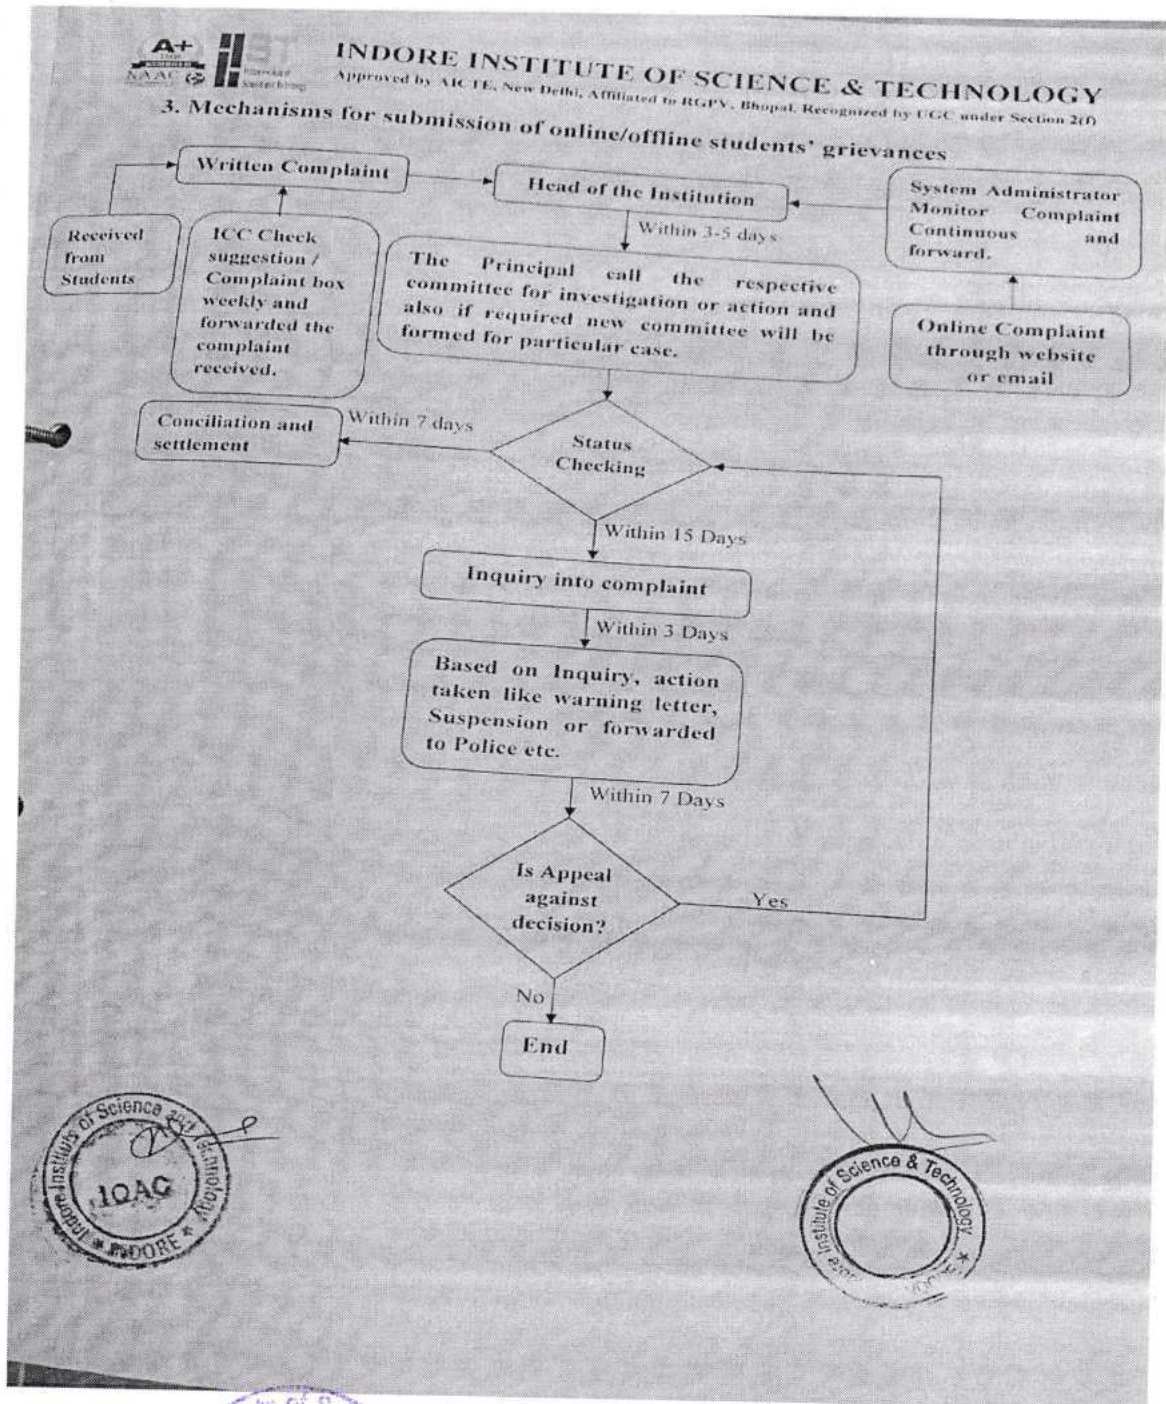 A+
NAAC
INDORE INSTITUTE OF SCIENCE & TECHNOLOGY
Approved by AICTE, New Delhi, Affiliated to RGPV, Bhopal, Recognized by UGC under Section 2(f)
3. Mechanisms for submission of online/offline students' grievances
Written Complaint
Head of the Institution
System Administrator
Monitor Complaint
Continuous and
forward.
Received
from
Students
ICC Check
suggestion /
Complaint box
weekly and
forwarded the
complaint
received.
Within 3-5 days
The Principal call the respective
committee for investigation or action and
also if required new committee will be
formed for particular case.
Online Complaint
through website
or email
Conciliation and
settlement
Within 7 days
Status
Checking
Within 15 Days
Inquiry into complaint
Within 3 Days
Based on Inquiry, action
taken like warning letter,
Suspension or forwarded
to Police etc.
Within 7 Days
Is Appeal
against
decision?
Yes
No
End
Indore Institute of Science and Technology
IQAC
* INDORE *
Indore Institute of Science & Technology *